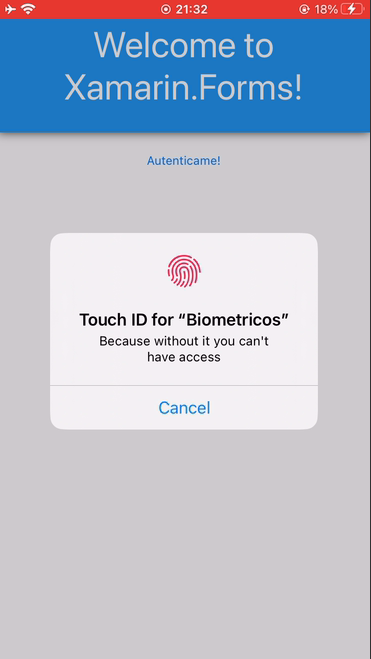 21:32
18%
Welcome to
Xamarin.Forms!
Autenticame!
Touch ID for “Biometricos”
Because without it you can't
have access
Cancel